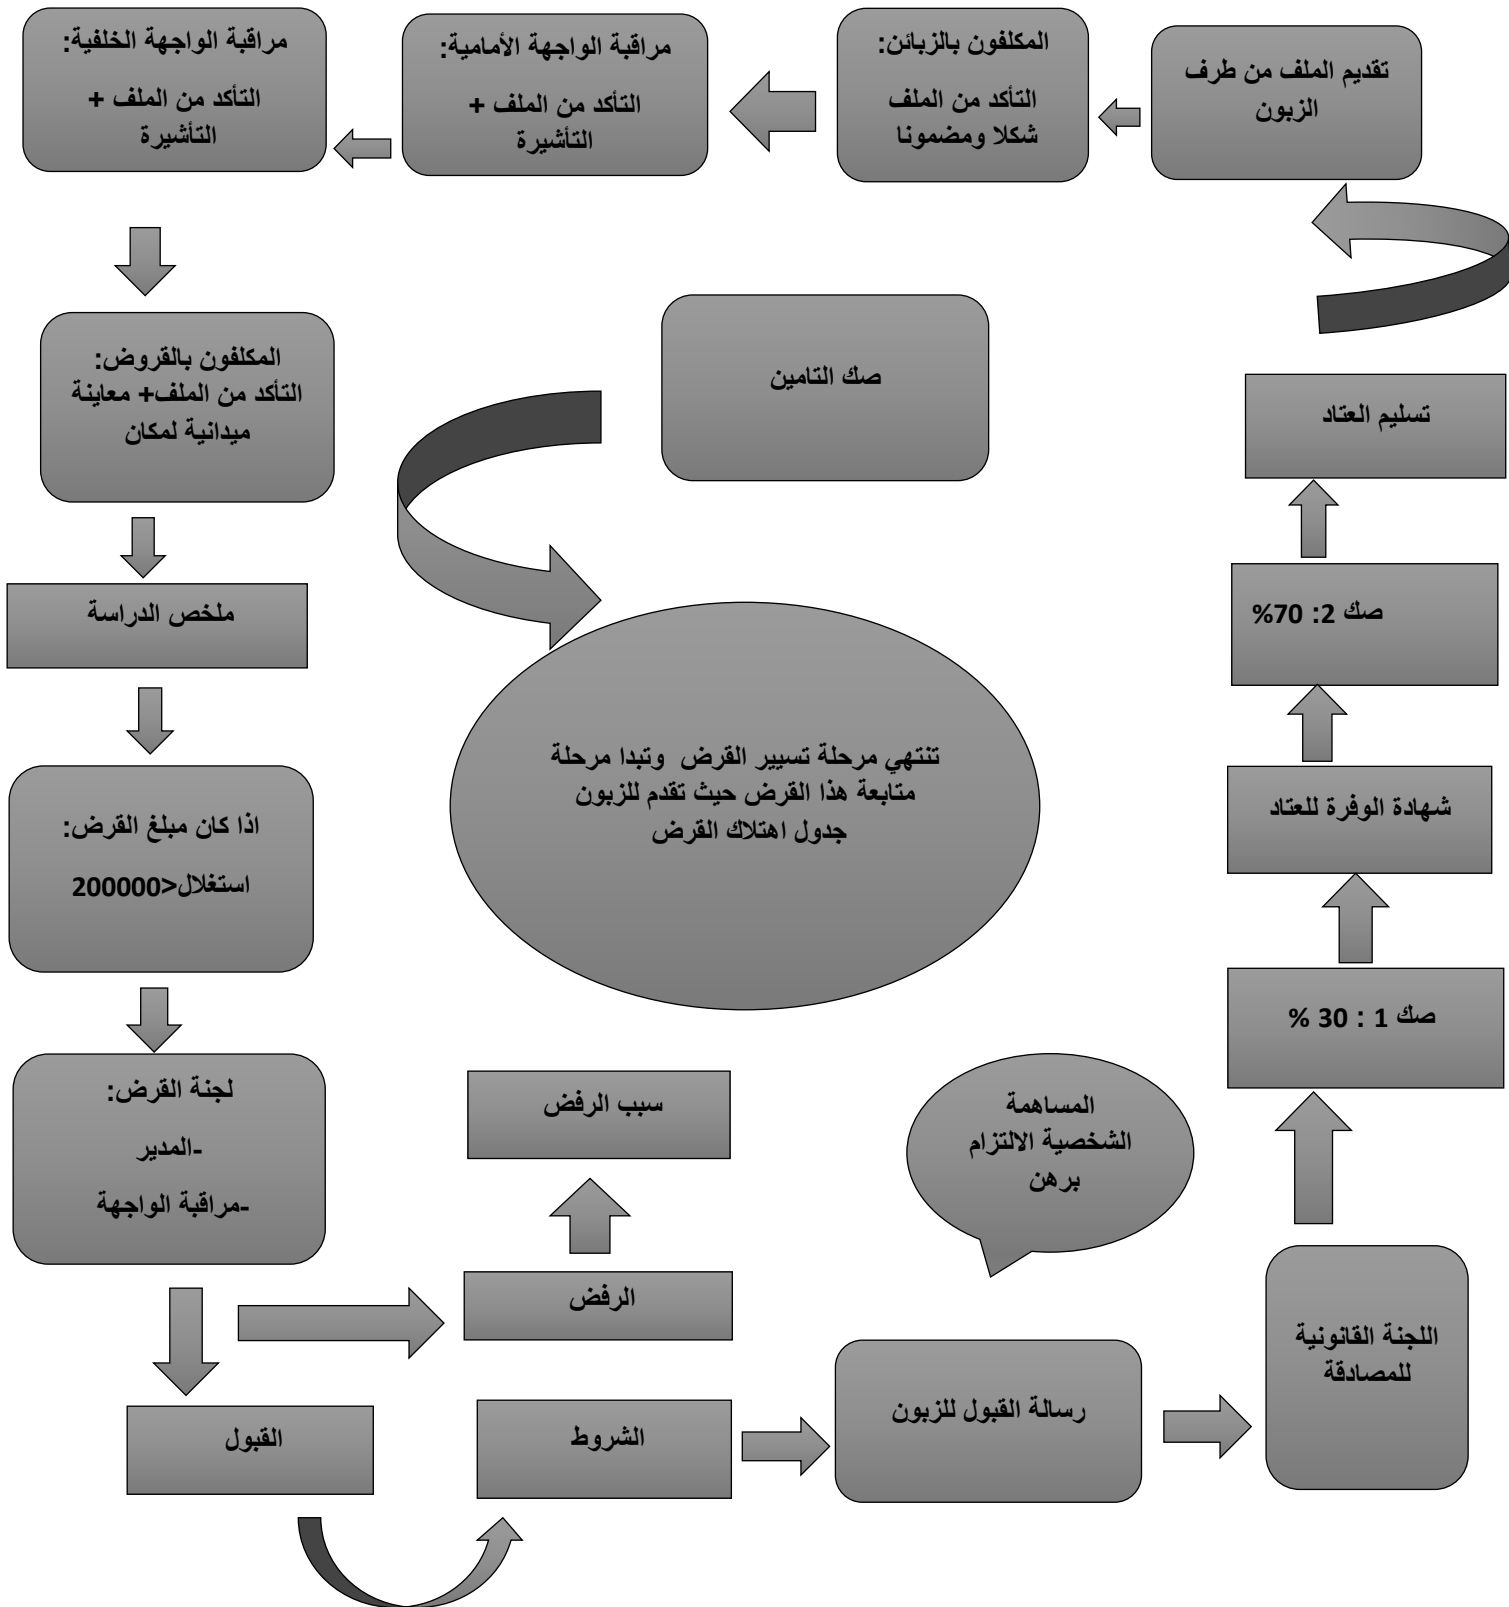 تقديم الملف من طرف
الزبون
المكلفون بالزبائن:
التأكد من الملف
شكلا ومضمونا
مراقبة الواجهة الأمامية:
التأكد من الملف +
التأشيرة
مراقبة الواجهة الخلفية:
التأكد من الملف +
التأشيرة
المكلفون بالقروض:
التأكد من الملف+ معاينة
ميدانية لمكان
ملخص الدراسة
اذا كان مبلغ القرض:
استغلال<200000
لجنة القرض:
-المدير
-مراقبة الواجهة
القبول
الرفض
سبب الرفض
الشروط
رسالة القبول للزبون
المساهمة
الشخصية الالتزام
برهن
اللجنة القانونية
للمصادقة
صك 1 : 30 %
شهادة الوفرة للعتاد
صك 2: 70%
تسليم العتاد
صك التامين
تنتهي مرحلة تسيير القرض وتبدا مرحلة
متابعة هذا القرض حيث تقدم للزبون
جدول اهتلاك القرض